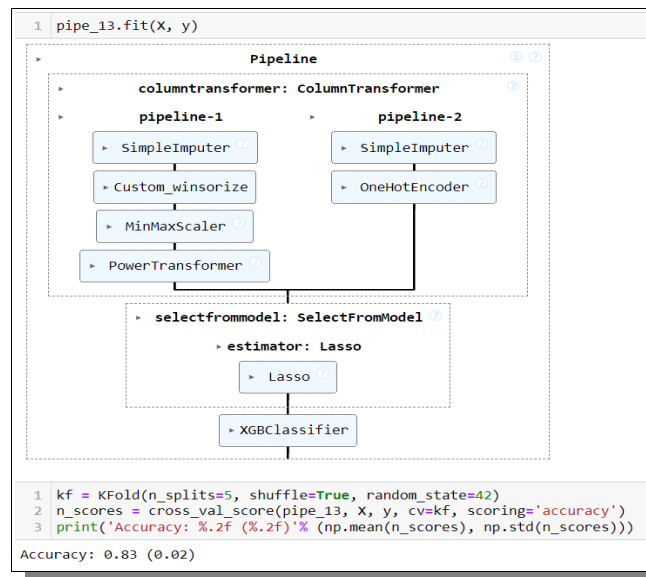 1 pipe_13.fit(X, y)
Pipeline
columntransformer: ColumnTransformer
pipeline-1 pipeline-2
SimpleImputer ? SimpleImputer ?
Custom_winsorize OneHotEncoder ?
MinMaxScaler ?
PowerTransformer ?
selectfrommodel: SelectFromModel ?
estimator: Lasso
Lasso ?
XGBClassifier
1 kf = KFold(n_splits=5, shuffle=True, random_state=42)
2 n_scores = cross_val_score(pipe_13, X, y, cv=kf, scoring='accuracy')
3 print('Accuracy: %.2f (%.2f)'% (np.mean(n_scores), np.std(n_scores)))
Accuracy: 0.83 (0.02)